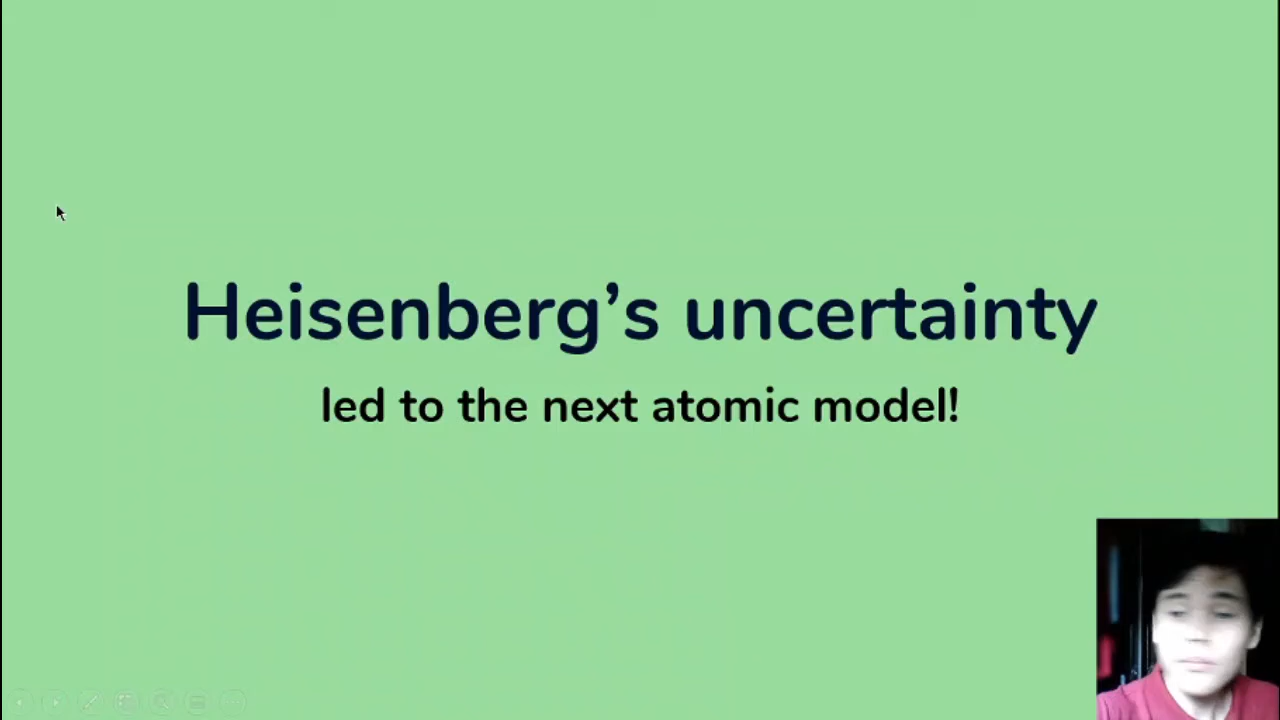 Heisenberg’s uncertainty
led to the next atomic model!